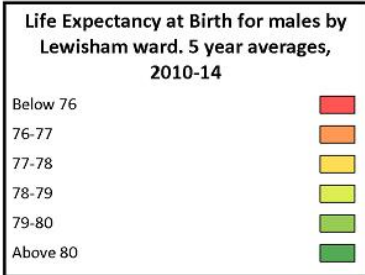 Life Expectancy at Birth for males by
Lewisham ward. 5 year averages,
2010-14
Below 76
76-77
77-78
78-79
79-80
Above 80